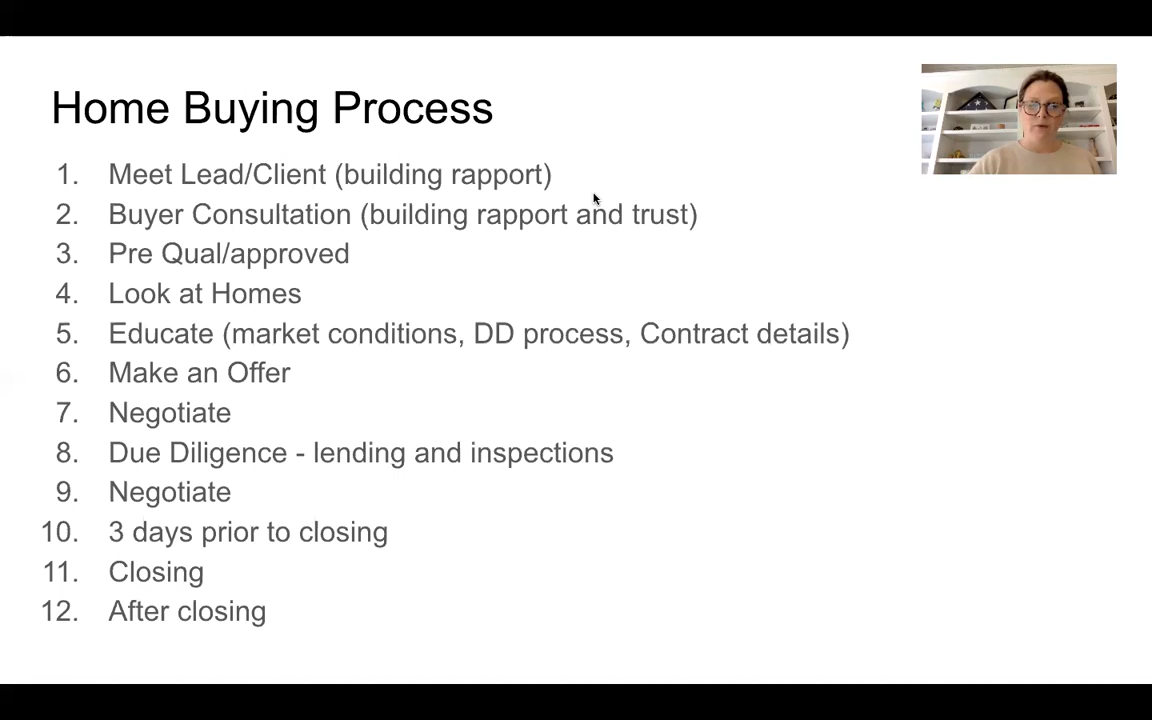 Home Buying Process
1. Meet Lead/Client (building rapport)
2. Buyer Consultation (building rapport and trust)
3. Pre Qual/approved
4. Look at Homes
5. Educate (market conditions, DD process, Contract details)
6. Make an Offer
7. Negotiate
8. Due Diligence - lending and inspections
9. Negotiate
10. 3 days prior to closing
11. Closing
12. After closing